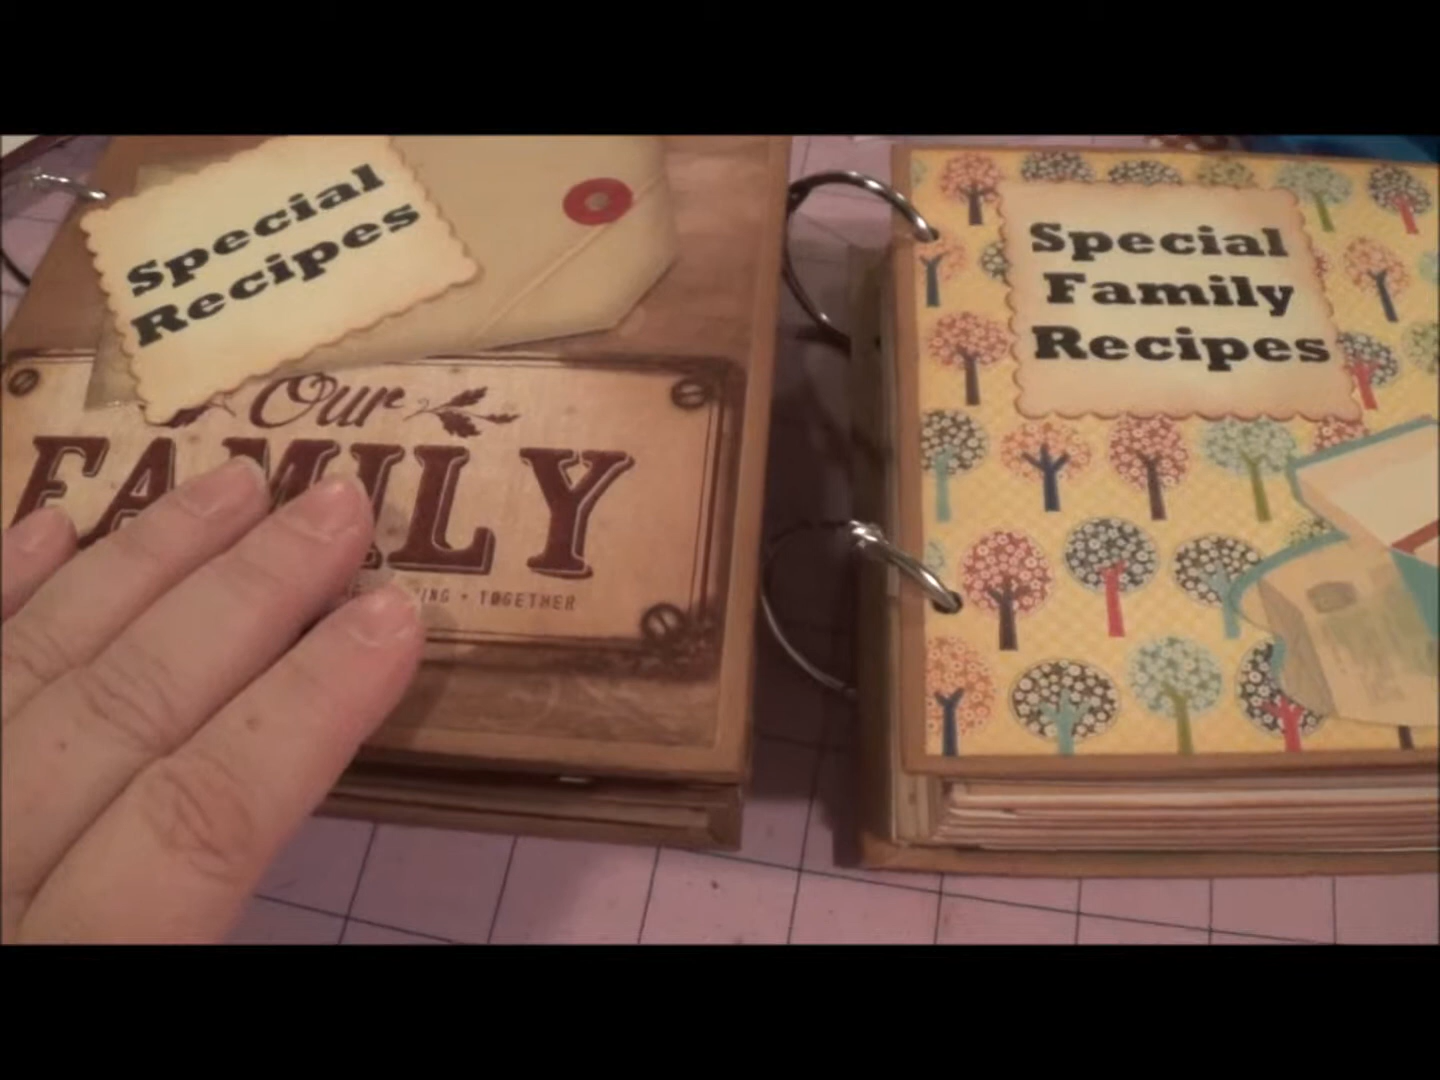 Special
Recipes
Our
FAMILY
TOGETHER
Special
Family
Recipes